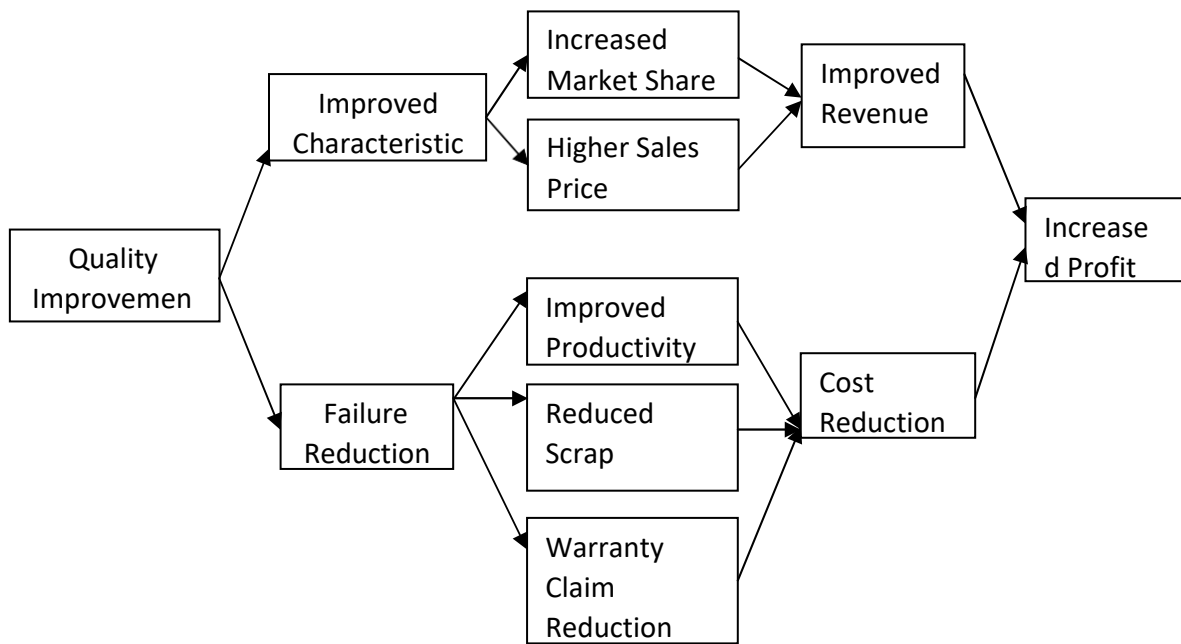 Increased
Market Share
Improved
Characteristic
Higher Sales
Price
Improved
Revenue
Quality
Improvemen
Increase
d Profit
Improved
Productivity
Failure
Reduction
Reduced
Scrap
Cost
Reduction
Warranty
Claim
Reduction